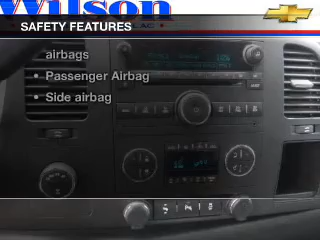 Wilson
SAFETY FEATURES
airbags
• Passenger Airbag
• Side airbag